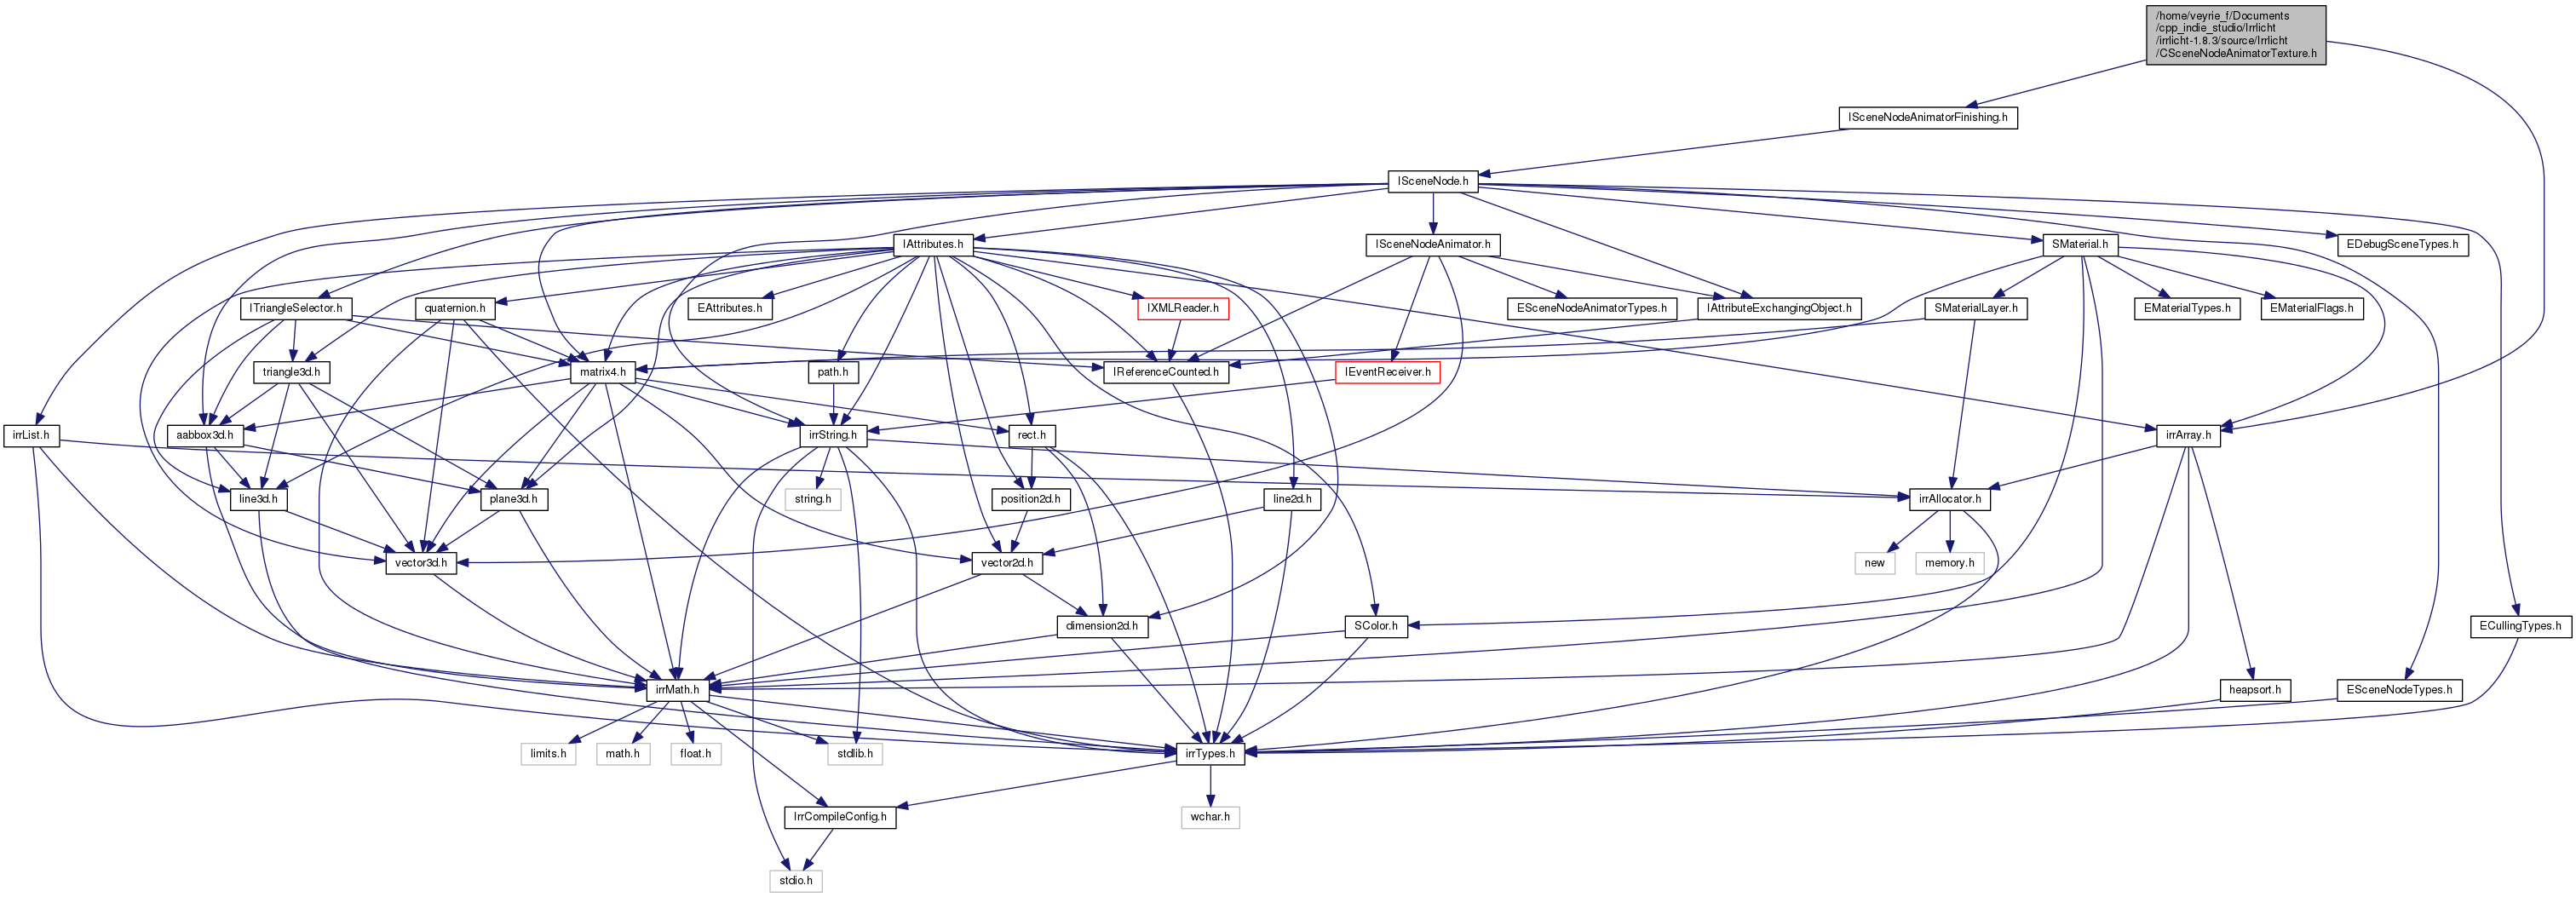 /home/veyrie_f/Documents
/cpp_indie_studio/Irrlicht
/irrlicht-1.8.3/source/Irrlicht
/CSceneNodeAnimatorTexture.h
ISceneNodeAnimatorFinishing.h
ISceneNode.h
IAttributes.h
ISceneNodeAnimator.h
SMaterial.h
EDebugSceneTypes.h
ITriangleSelector.h
quaternion.h
EAttributes.h
IXMLReader.h
ESceneNodeAnimatorTypes.h
IAttributeExchangingObject.h
SMaterialLayer.h
EMaterialTypes.h
EMaterialFlags.h
triangle3d.h
matrix4.h
path.h
IReferenceCounted.h
IEventReceiver.h
irrList.h
aabbox3d.h
irrString.h
rect.h
irrArray.h
line3d.h
plane3d.h
string.h
position2d.h
line2d.h
irrAllocator.h
vector3d.h
vector2d.h
new
memory.h
dimension2d.h
SColor.h
ECullingTypes.h
irrMath.h
heapsort.h
ESceneNodeTypes.h
limits.h
math.h
float.h
stdlib.h
irrTypes.h
IrrCompileConfig.h
wchar.h
stdio.h